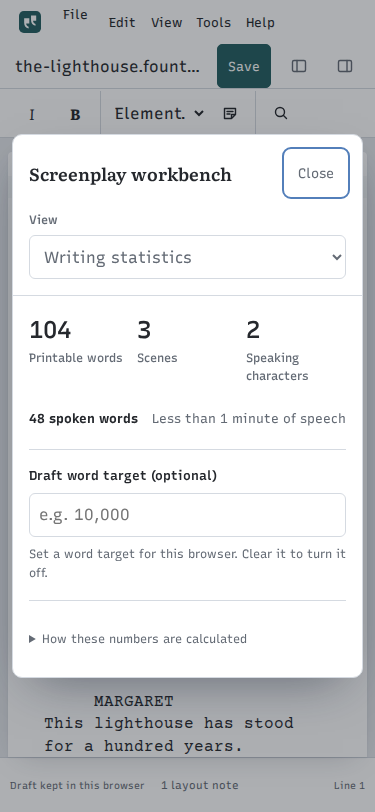 File Edit View Tools Help
the-lighthouse.fount... Save
I B Element.
Screenplay workbench Close
View
Writing statistics
104 3 2
Printable words Scenes Speaking
characters
48 spoken words Less than 1 minute of speech
Draft word target (optional)
e.g. 10,000
Set a word target for this browser. Clear it to turn it
off.
How these numbers are calculated
MARGARET
This lighthouse has stood
for a hundred years.
Draft kept in this browser 1 layout note Line 1